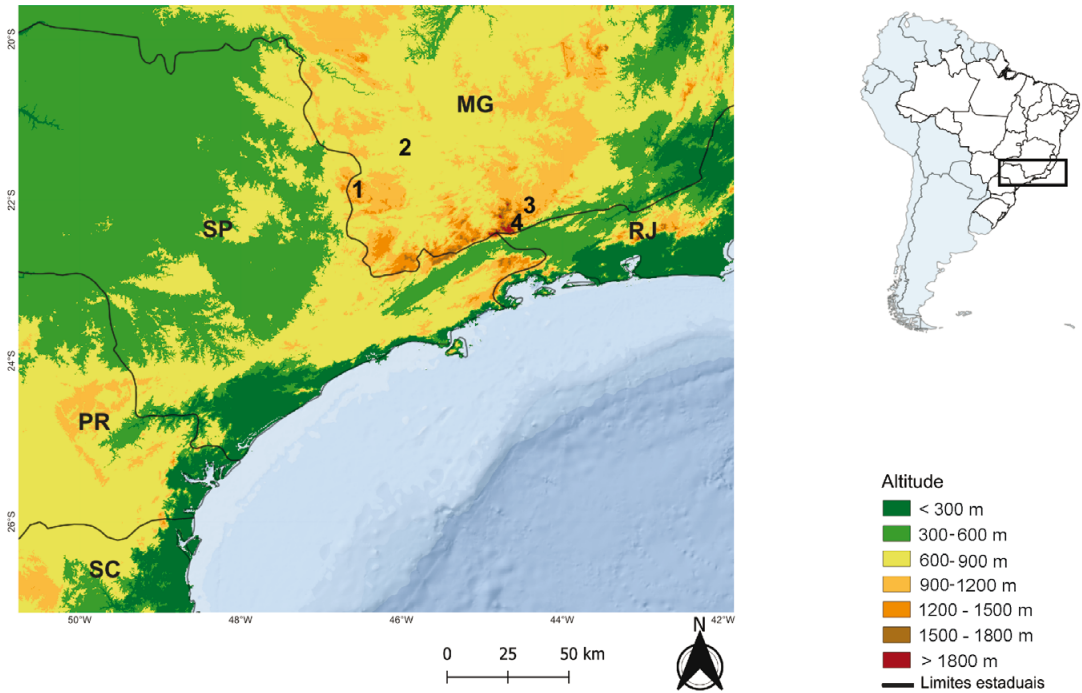 20°S
22°S
24°S
26°S
MG
2
1
3
4
SP
RJ
PR
SC
50°W
48°W
46°W
44°W
42°W
0 25 50 km
N
Altitude
< 300 m
300-600 m
600-900 m
900-1200 m
1200 - 1500 m
1500 - 1800 m
> 1800 m
Limites estaduais